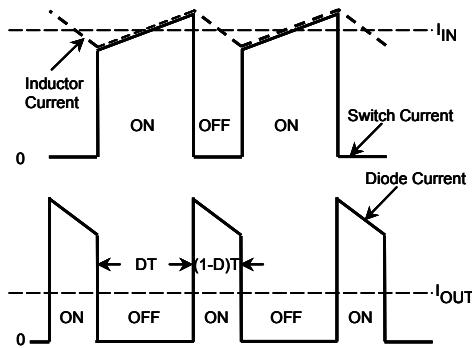 I_IN
Inductor
Current
ON OFF ON
Switch Current
0
Diode Current
DT (1-D)T
I_OUT
ON OFF ON OFF ON
0